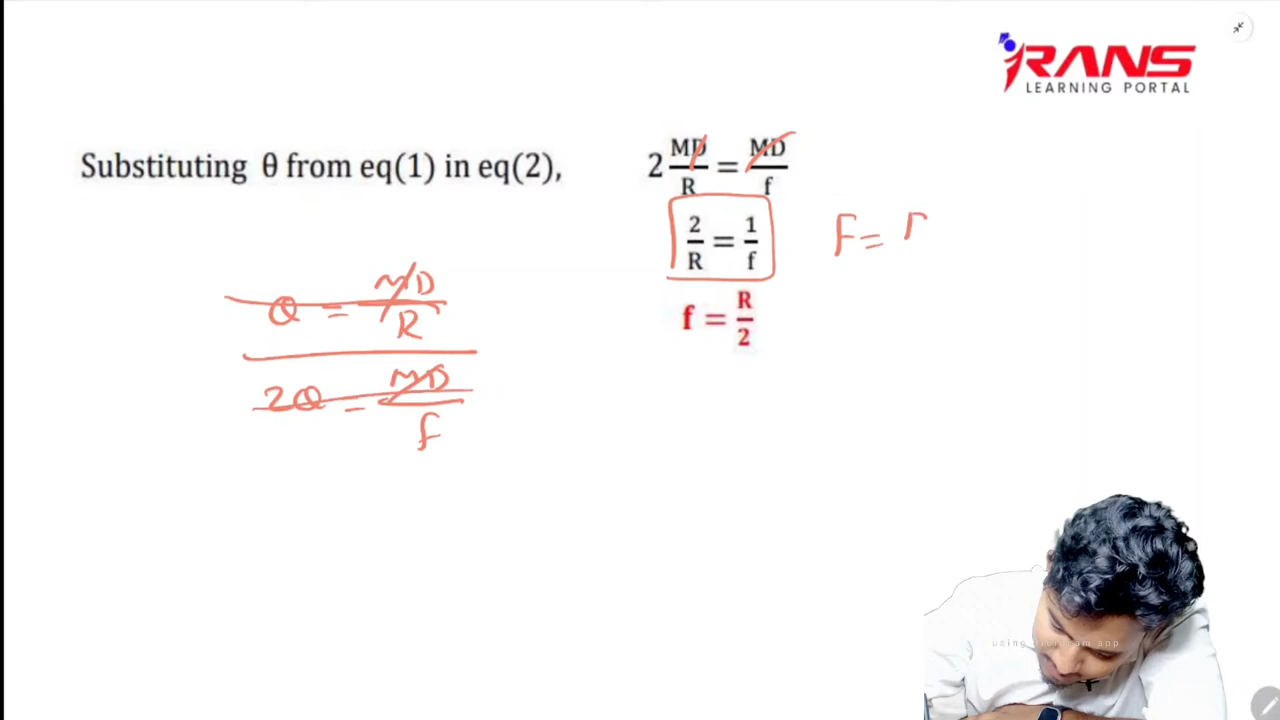 RANS
LEARNING PORTAL
Substituting θ from eq(1) in eq(2),
2 MD/R = MD/f
2/R = 1/f
F = r
f = R/2
θ = MD/R
2θ = MD/f